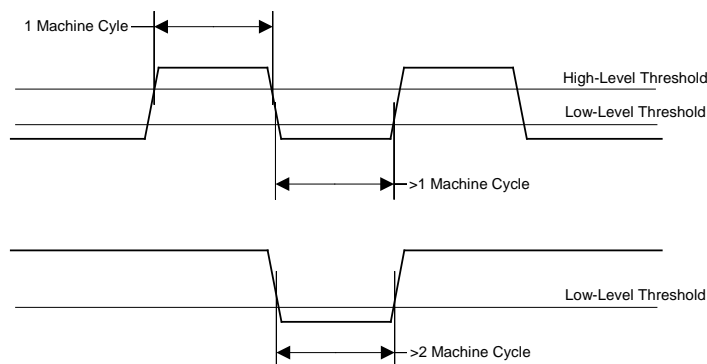 1 Machine Cyle
High-Level Threshold
Low-Level Threshold
>1 Machine Cycle
Low-Level Threshold
>2 Machine Cycle